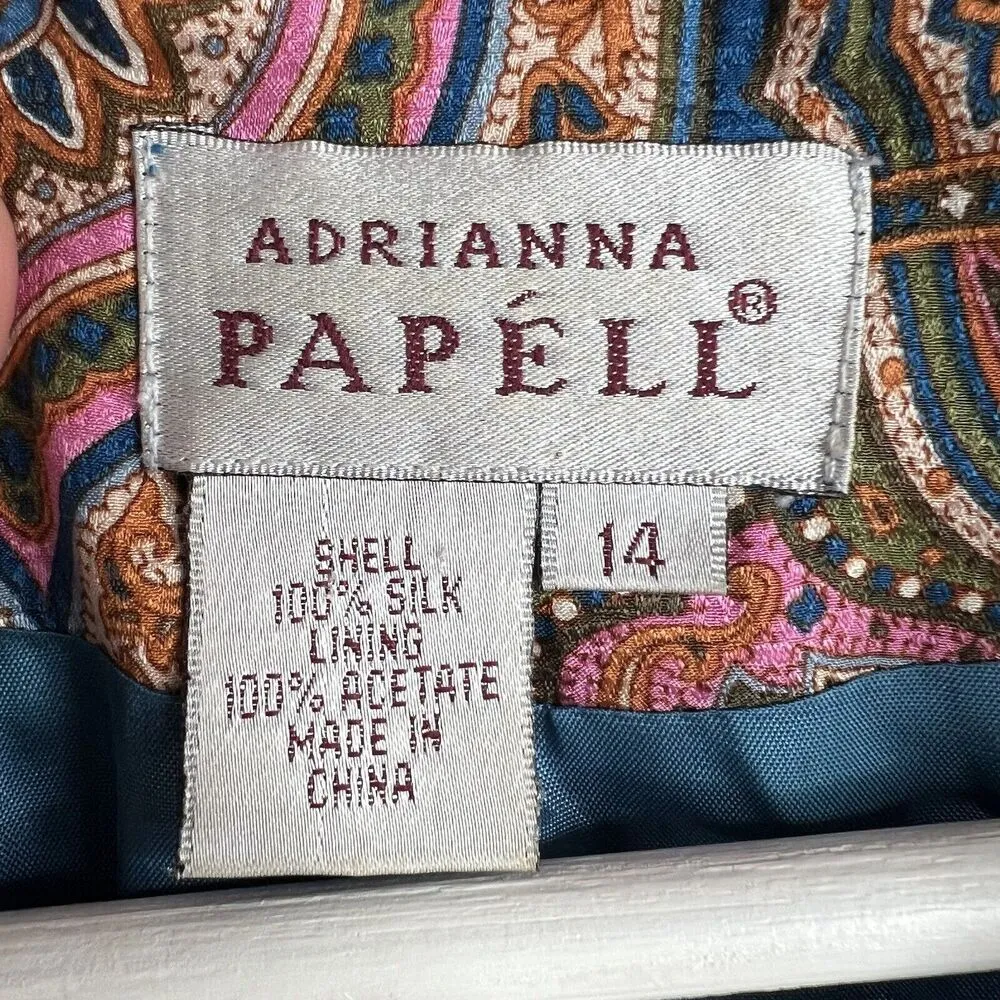 ADRIANNA
PAPÉLL®
14
SHELL
100% SILK
LINING
100% ACETATE
MADE IN
CHINA